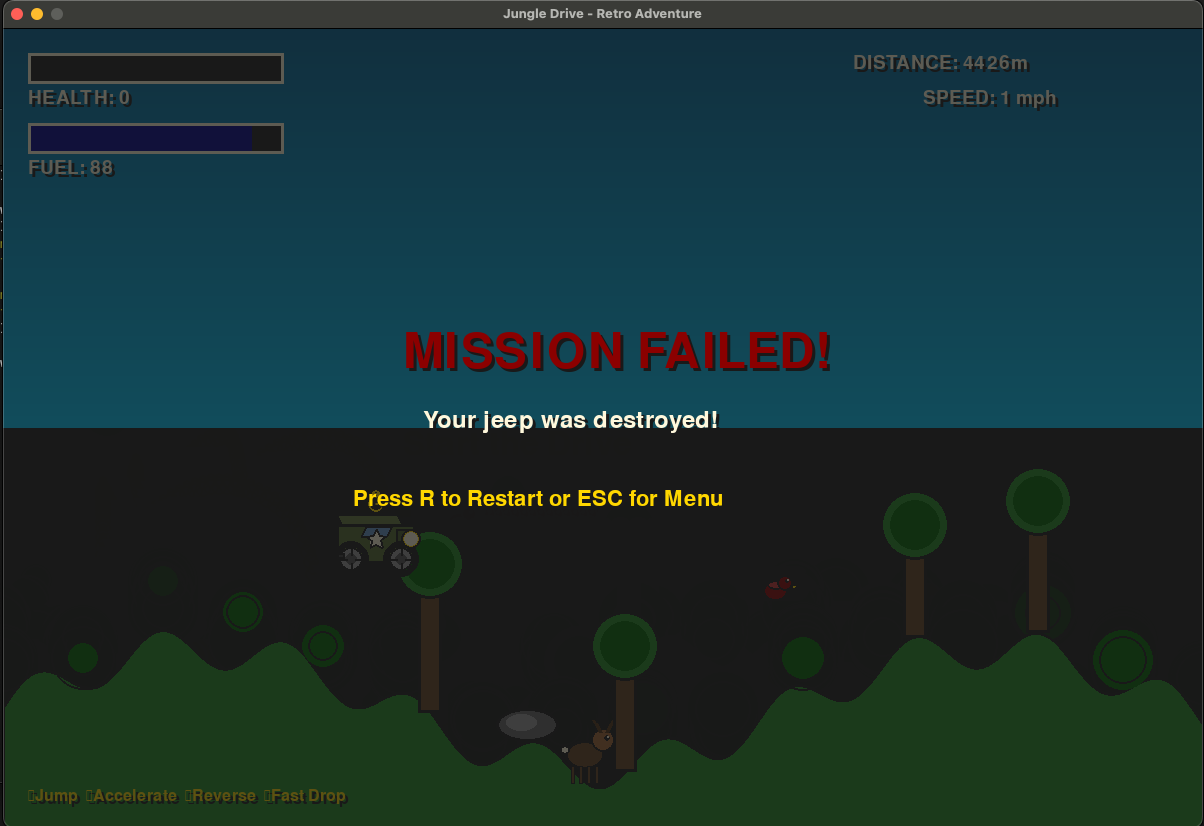 Jungle Drive - Retro Adventure
HEALTH: 0
FUEL: 88
DISTANCE: 4426m
SPEED: 1 mph
MISSION FAILED!
Your jeep was destroyed!
Press R to Restart or ESC for Menu
▯Jump ▯Accelerate ▯Reverse ▯Fast Drop